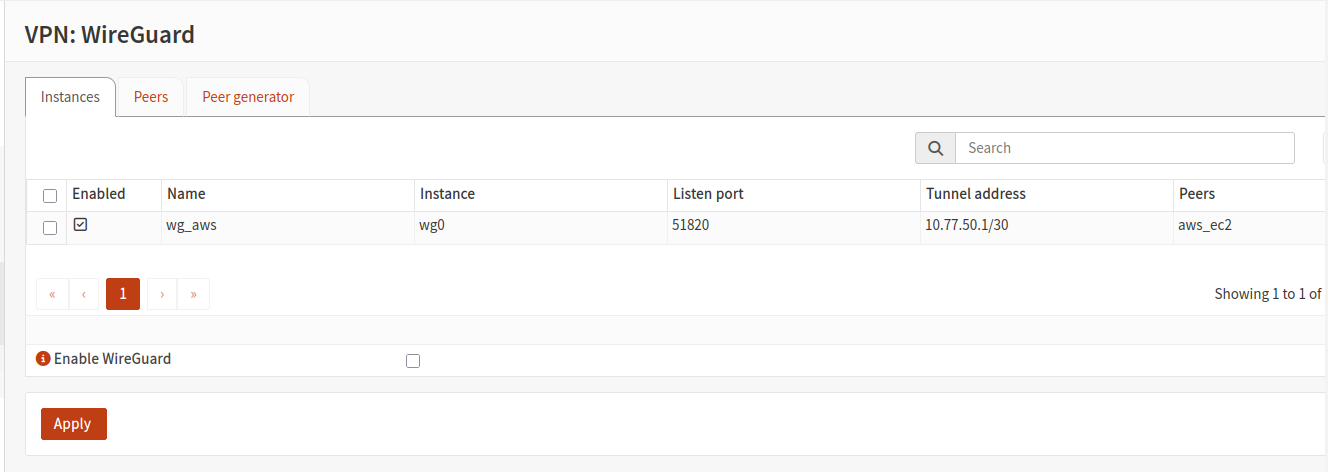 VPN: WireGuard
Instances Peers Peer generator
Search
Enabled Name Instance Listen port Tunnel address Peers
wg_aws wg0 51820 10.77.50.1/30 aws_ec2
« ‹ 1 › » Showing 1 to 1 of
Enable WireGuard
Apply